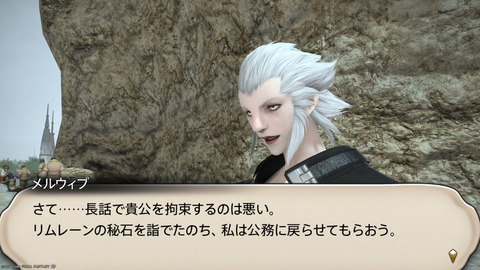 メルウィブ
さて……長話で貴公を拘束するのは悪い。
リムレーンの秘石を詣でたのち、私は公務に戻らせてもらおう。